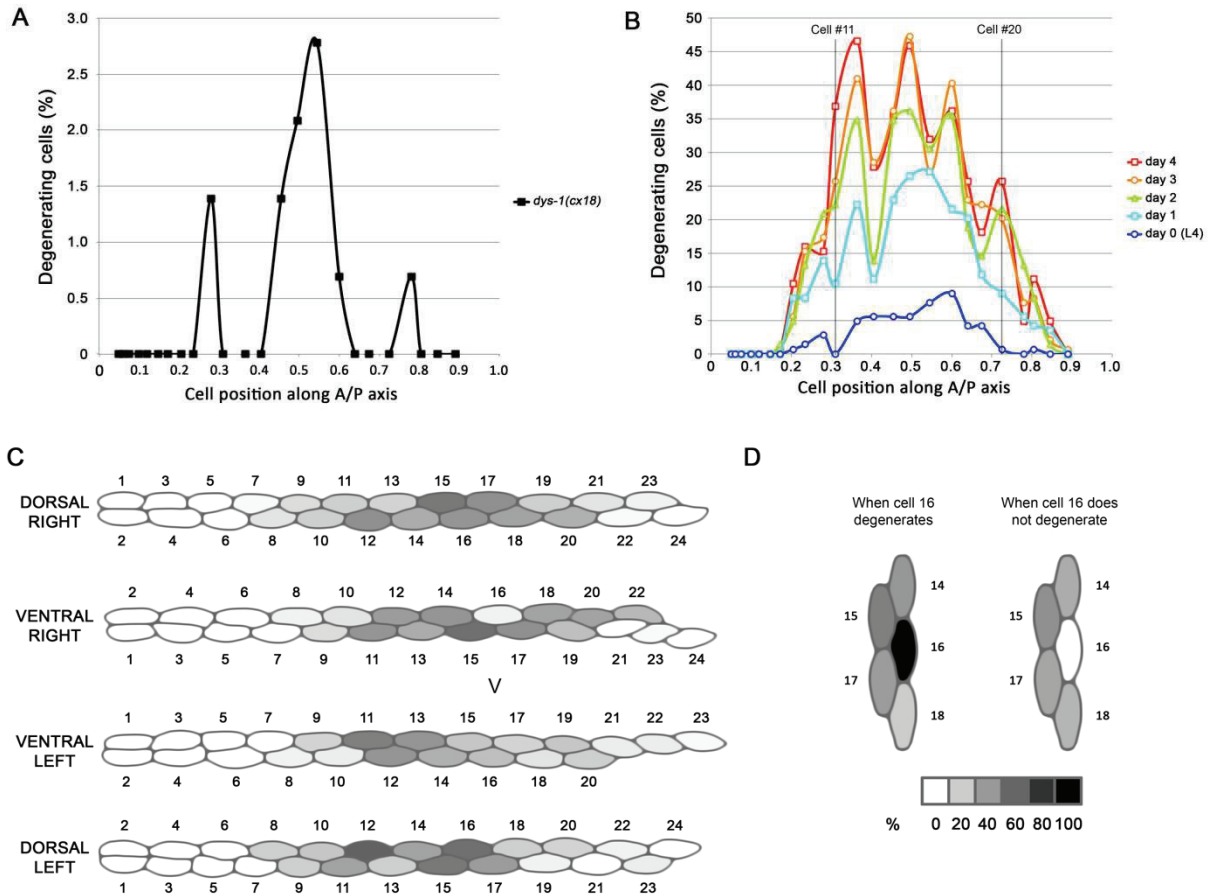 A
3.0
2.5
2.0
1.5
1.0
0.5
0
0 0.1 0.2 0.3 0.4 0.5 0.6 0.7 0.8 0.9 1
Degenerating cells (%)
Cell position along A/P axis
dys-1(cx18)
B
Cell #11 Cell #20
50
45
40
35
30
25
20
15
10
5
0
0.0 0.1 0.2 0.3 0.4 0.5 0.6 0.7 0.8 0.9 1.0
Degenerating cells (%)
Cell position along A/P axis
day 4
day 3
day 2
day 1
day 0 (L4)
C
1 3 5 7 9 11 13 15 17 19 21 23
DORSAL
RIGHT
2 4 6 8 10 12 14 16 18 20 22 24
2 4 6 8 10 12 14 16 18 20 22
VENTRAL
RIGHT
1 3 5 7 9 11 13 15 17 19 21 23 24
V
1 3 5 7 9 11 13 15 17 19 21 22 23
VENTRAL
LEFT
2 4 6 8 10 12 14 16 18 20
2 4 6 8 10 12 14 16 18 20 22 24
DORSAL
LEFT
1 3 5 7 9 11 13 15 17 19 21 23
D
When cell 16
degenerates
When cell 16 does
not degenerate
14
15
16
17
18
14
15
16
17
18
% 0 20 40 60 80 100